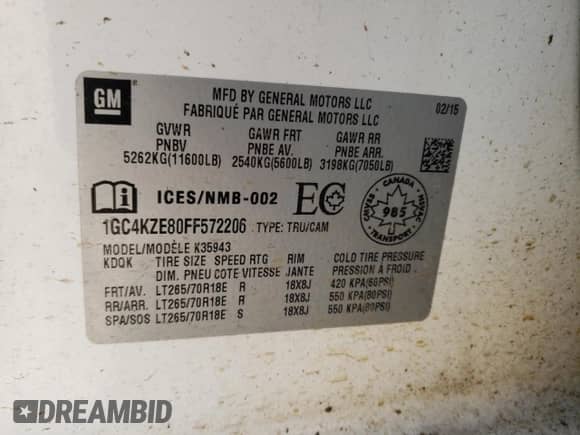 GM
MFD BY GENERAL MOTORS LLC 02/15
FABRIQUÉ PAR GENERAL MOTORS LLC
GVWR GAWR FRT GAWR RR
PNBV PNBE AV. PNBE ARR.
5262KG(11600LB) 2540KG(5600LB) 3198KG(7050LB)
i ICES/NMB-002 EC CANADA CMVSS NSVAC 985 TRANSPORT
1GC4KZE80FF572206 TYPE: TRU/CAM
MODEL/MODÈLE K35943
KDQK TIRE SIZE SPEED RTG RIM COLD TIRE PRESSURE
DIM. PNEU COTE VITESSE JANTE PRESSION A FROID
FRT/AV. LT265/70R18E R 18X8J 420 KPA(60PSI)
RR/ARR. LT265/70R18E R 18X8J 550 KPA(80PSI)
SPA/SOS LT265/70R18E S 18X8J 550 KPA(80PSI)
DREAMBID